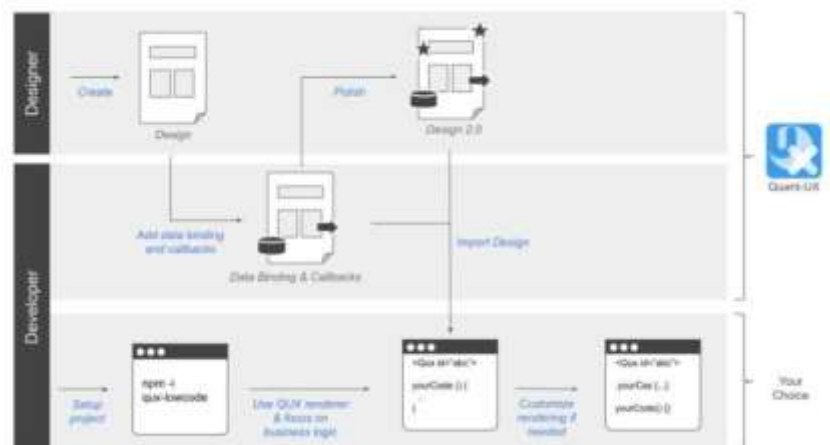 Designer
Create
Design
Polish
Design 2.0
Quant-UX
Developer
Add data binding
and callbacks
Data Binding & Callbacks
Import Design
Setup
project
npm -i
qux-lowcode
Use QUX renderer
& focus on
business logic
<Qux id="abc">
yourCode () {
}
Customize
rendering if
needed
<Qux id="abc">
yourCss {...}
yourCode() {}
Your
Choice